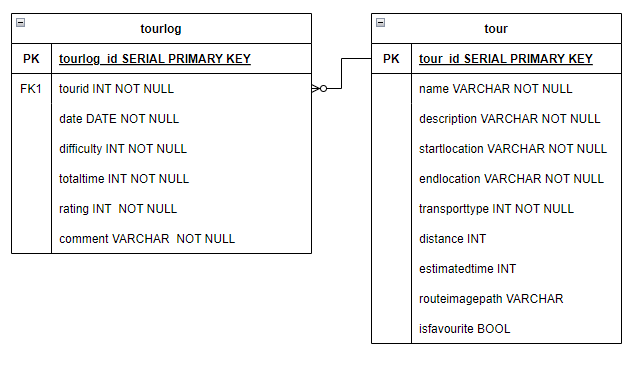 tourlog
PK tourlog_id SERIAL PRIMARY KEY
FK1 tourid INT NOT NULL
date DATE NOT NULL
difficulty INT NOT NULL
totaltime INT NOT NULL
rating INT  NOT NULL
comment VARCHAR  NOT NULL
tour
PK tour_id SERIAL PRIMARY KEY
name VARCHAR NOT NULL
description VARCHAR NOT NULL
startlocation VARCHAR NOT NULL
endlocation VARCHAR NOT NULL
transporttype INT NOT NULL
distance INT
estimatedtime INT
routeimagepath VARCHAR
isfavourite BOOL